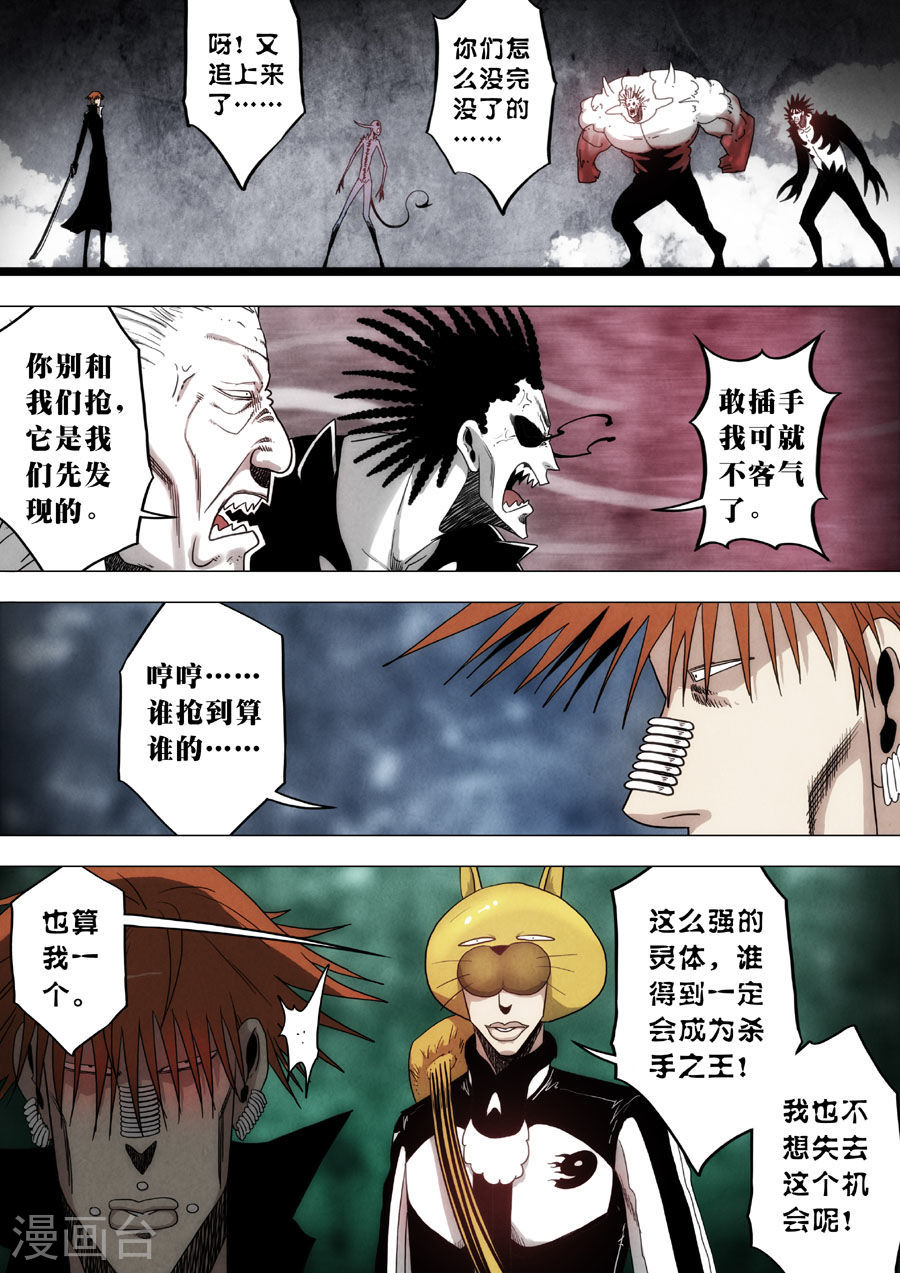 呀！又
追上来
了……
你们怎
么没完
没了的
……
你别和
我们抢，
它是我
们先发
现的。
敢插手
我可就
不客气
了。
哼哼……
谁抢到算
谁的……
也算
我一
个。
这么强的
灵体，谁
得到一定
会成为杀
手之王！
我也不
想失去
这个机
会呢！
漫画台